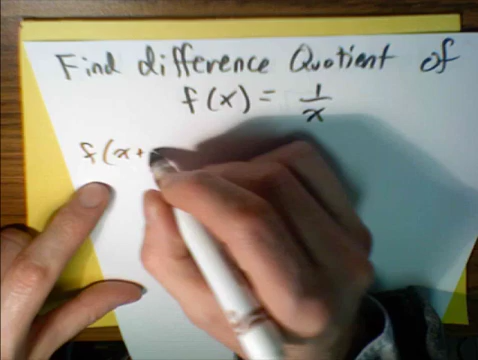 Find difference Quotient of
f(x) = 1/x
f(x+